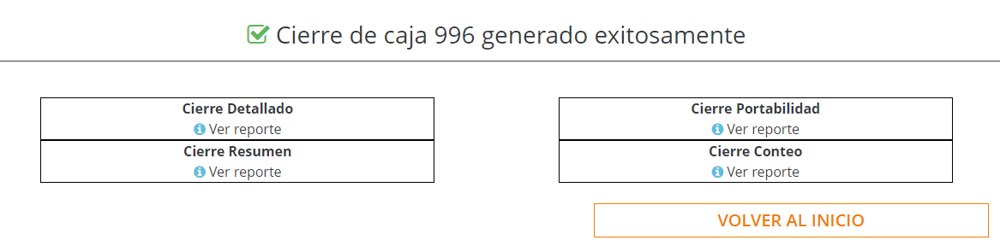 Cierre de caja 996 generado exitosamente
Cierre Detallado
Ver reporte
Cierre Resumen
Ver reporte
Cierre Portabilidad
Ver reporte
Cierre Conteo
Ver reporte
VOLVER AL INICIO